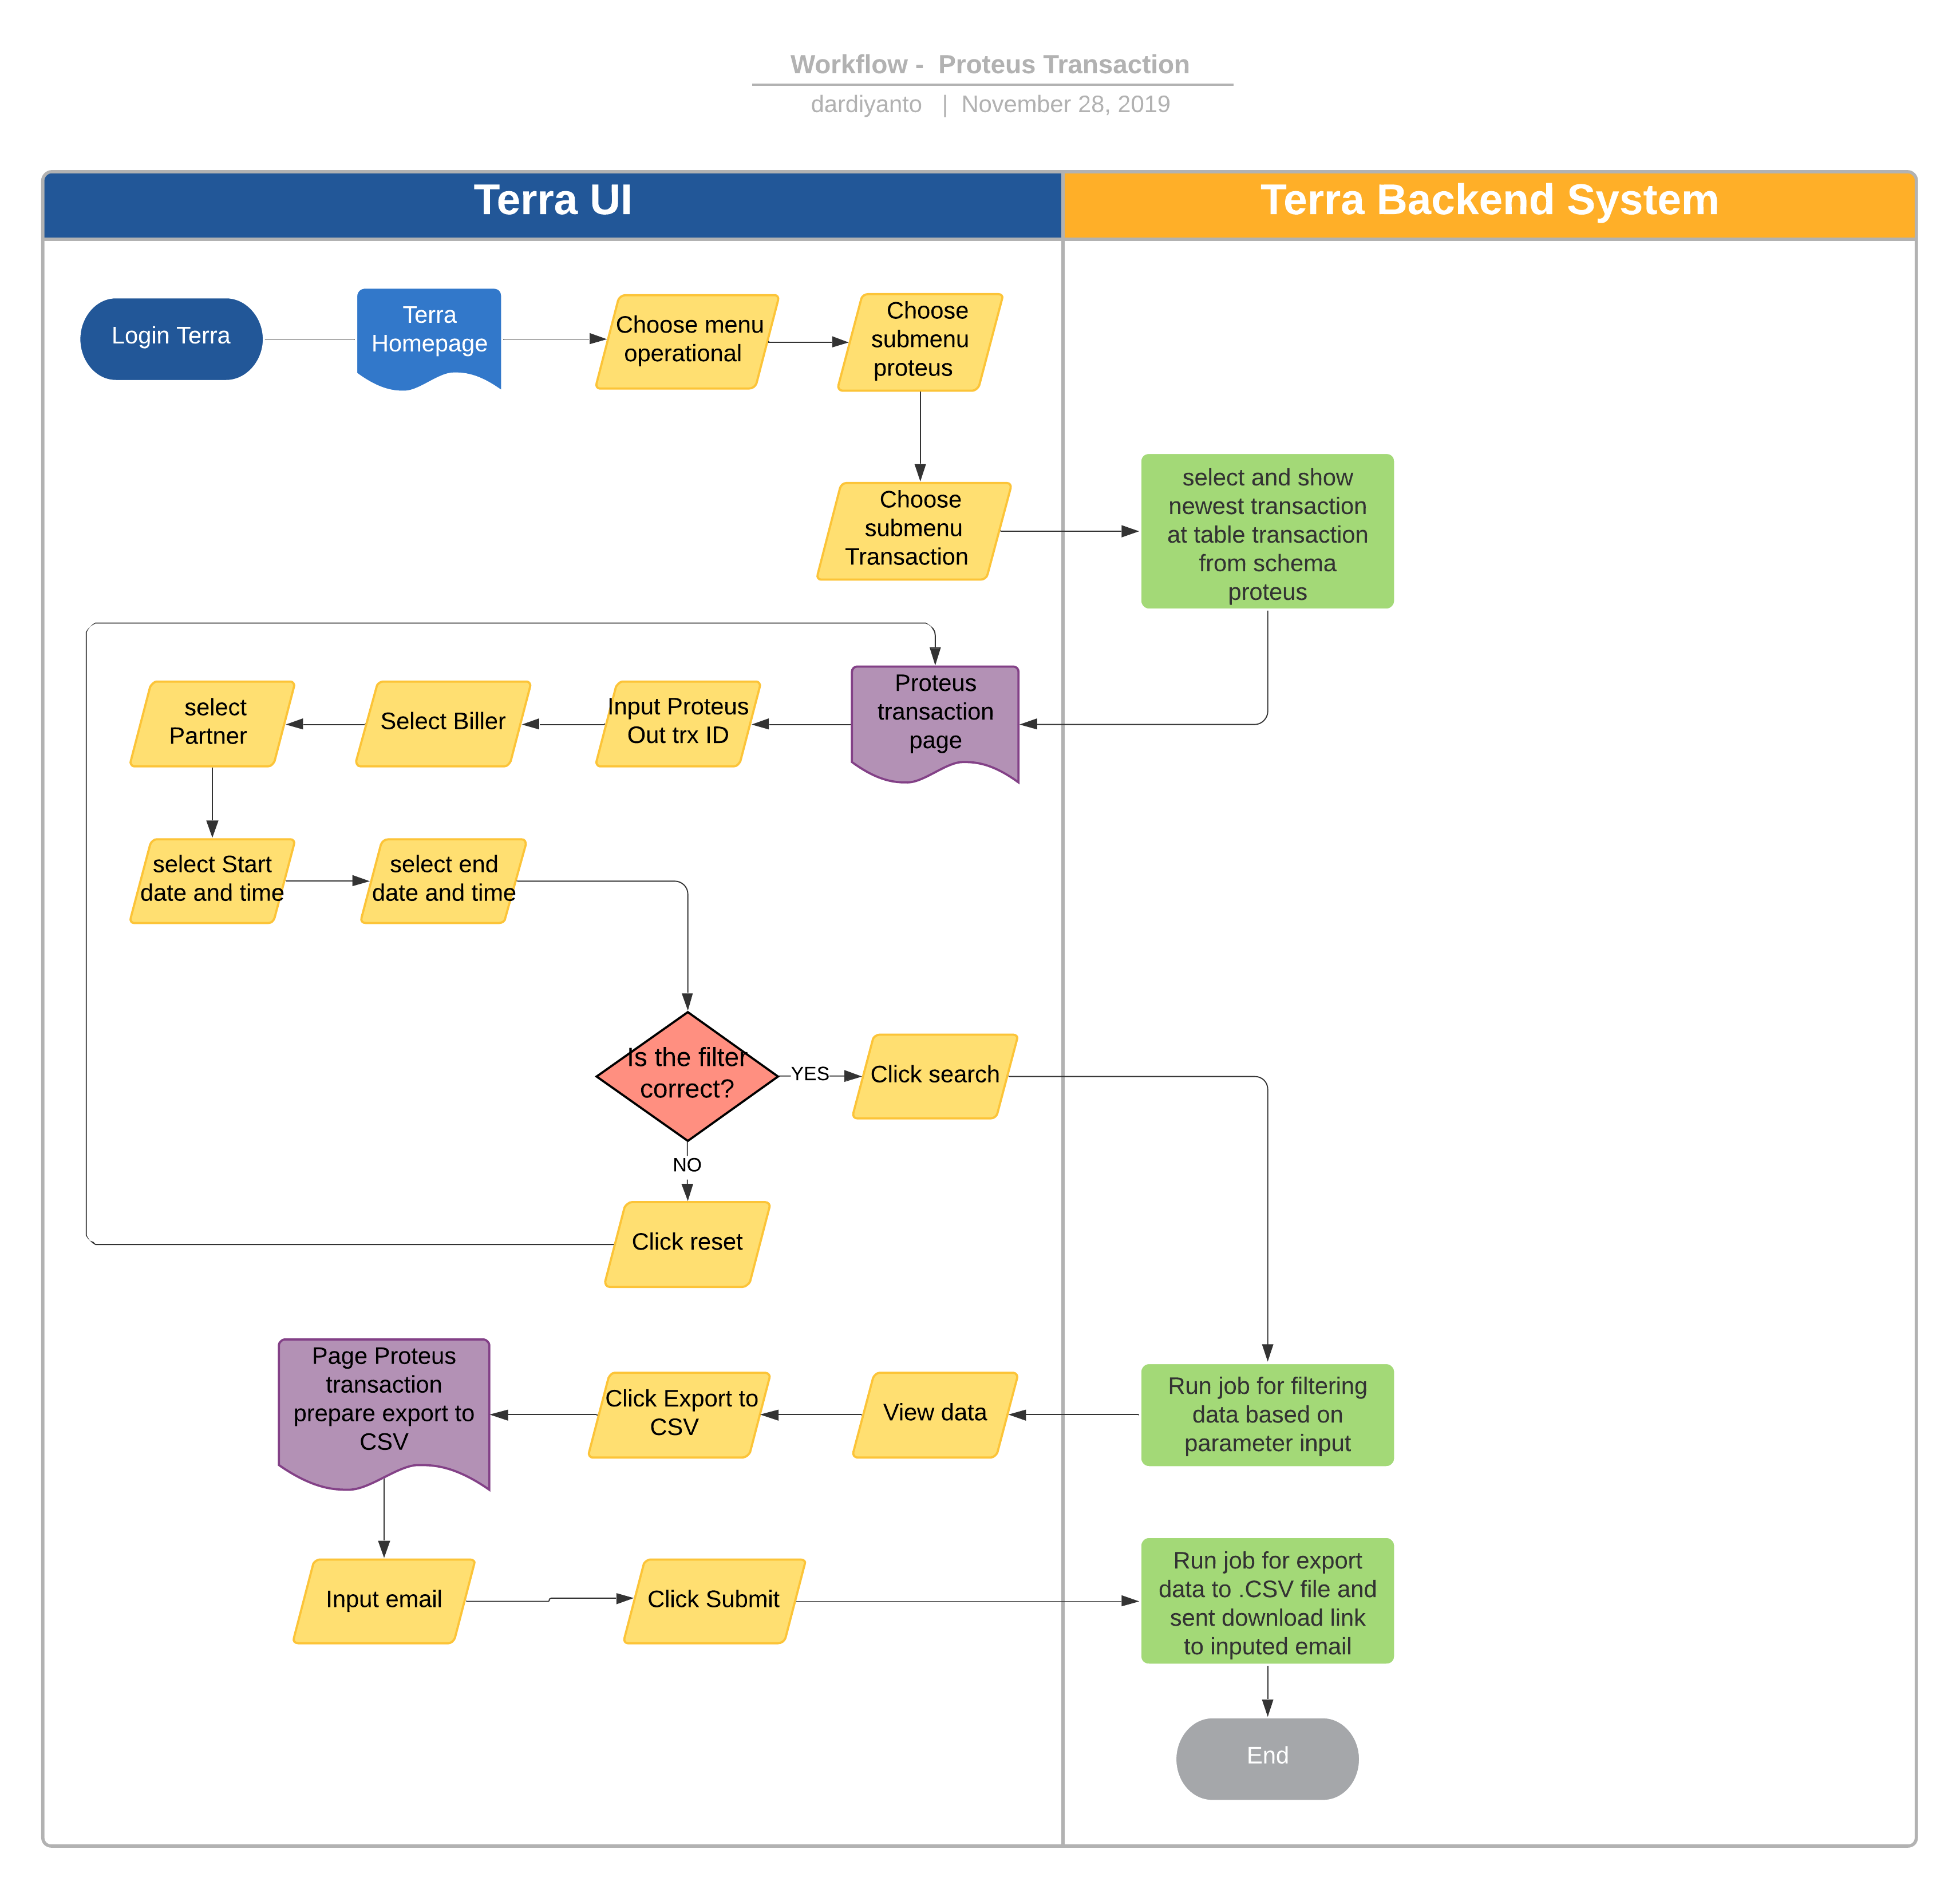 Workflow - Proteus Transaction
dardiyanto | November 28, 2019
Terra UI
Terra Backend System
Login Terra
Terra
Homepage
Choose menu
operational
Choose
submenu
proteus
Choose
submenu
Transaction
select and show
newest transaction
at table transaction
from schema
proteus
Proteus
transaction
page
Input Proteus
Out trx ID
Select Biller
select
Partner
select Start
date and time
select end
date and time
Is the filter
correct?
YES
Click search
NO
Click reset
Run job for filtering
data based on
parameter input
View data
Click Export to
CSV
Page Proteus
transaction
prepare export to
CSV
Input email
Click Submit
Run job for export
data to .CSV file and
sent download link
to inputed email
End